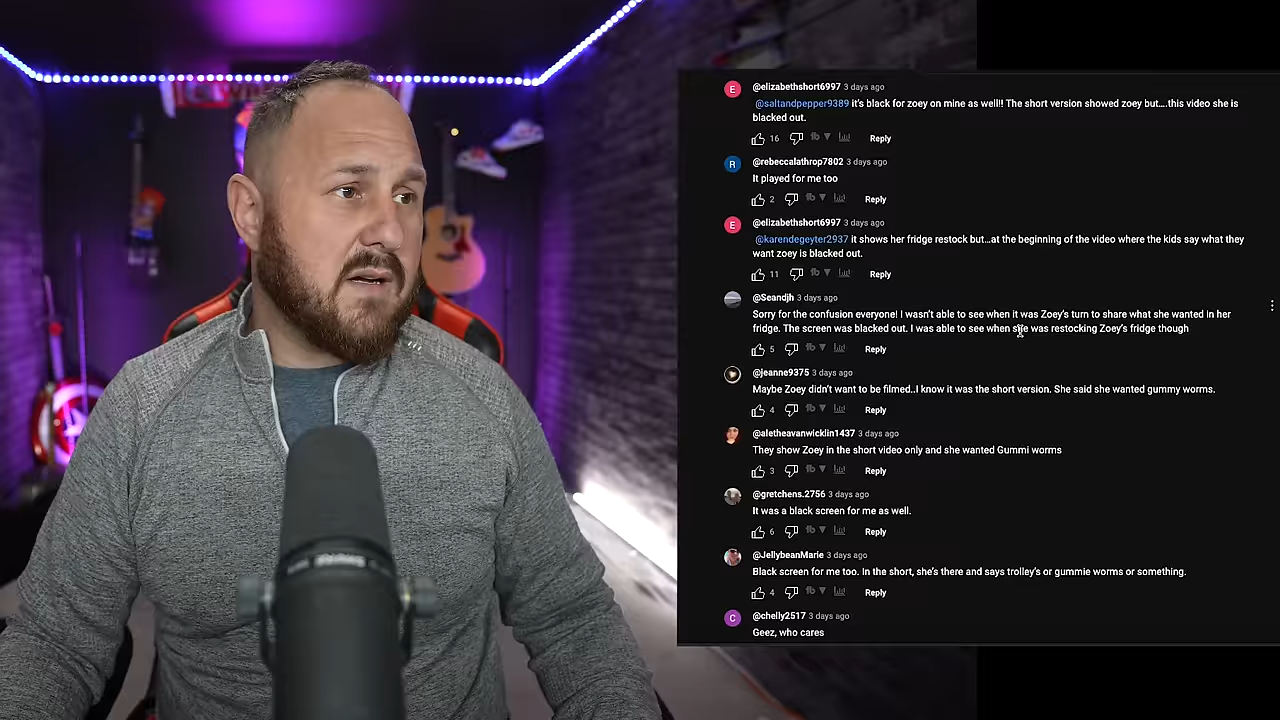 @elizabethshort6997 3 days ago
@saltandpepper9389 it's black for zoey on mine as well!! The short version showed zoey but....this video she is
blacked out.
16 Reply
@rebeccalathrop7802 3 days ago
It played for me too
2 Reply
@elizabethshort6997 3 days ago
@karendegeyter2937 it shows her fridge restock but...at the beginning of the video where the kids say what they
want zoey is blacked out.
11 Reply
@Seandjh 3 days ago
Sorry for the confusion everyone! I wasn't able to see when it was Zoey's turn to share what she wanted in her
fridge. The screen was blacked out. I was able to see when she was restocking Zoey's fridge though
5 Reply
@jeanne9375 3 days ago
Maybe Zoey didn't want to be filmed..I know it was the short version. She said she wanted gummy worms.
4 Reply
@aletheavanwicklin1437 3 days ago
They show Zoey in the short video only and she wanted Gummi worms
3 Reply
@gretchens.2756 3 days ago
It was a black screen for me as well.
6 Reply
@JellybeanMarie 3 days ago
Black screen for me too. In the short, she's there and says trolley's or gummie worms or something.
4 Reply
@chelly2517 3 days ago
Geez, who cares